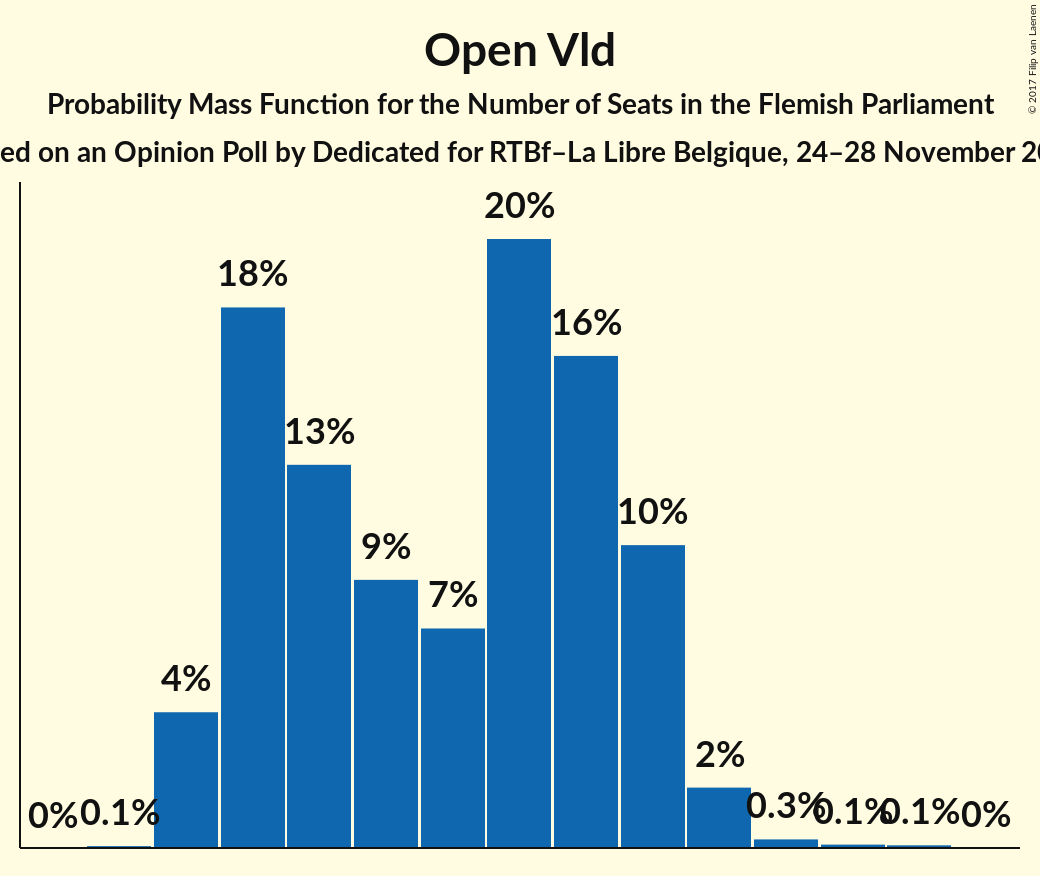 Open Vld
Probability Mass Function for the Number of Seats in the Flemish Parliament
ed on an Opinion Poll by Dedicated for RTBf–La Libre Belgique, 24–28 November 20
© 2017 Filip van Laenen
0% 0.1% 4% 18% 13% 9% 7% 20% 16% 10% 2% 0.3% 0.1% 0.1% 0%